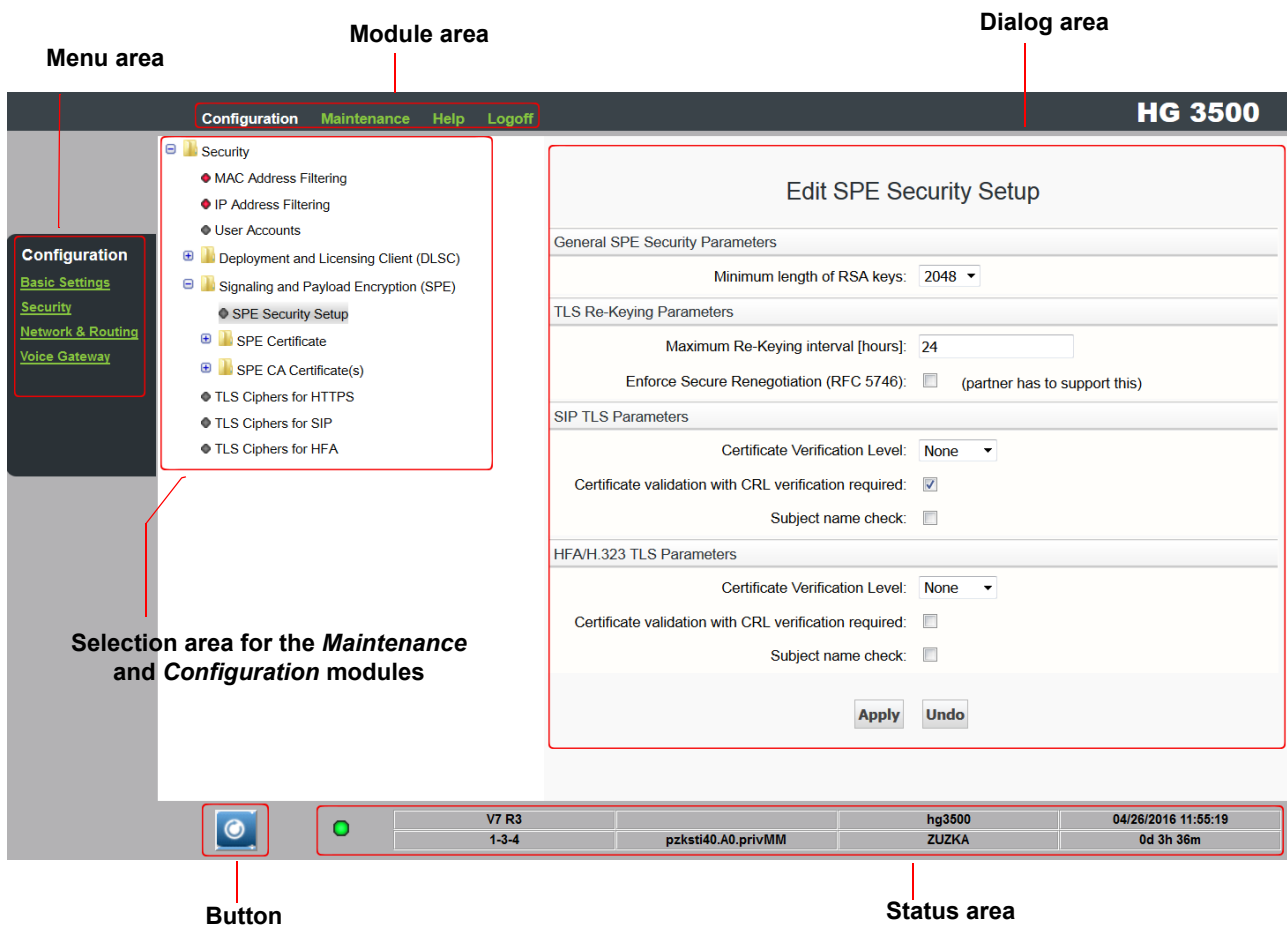 Menu area
Module area
Dialog area
Configuration Maintenance Help Logoff
HG 3500
Configuration
Basic Settings
Security
Network & Routing
Voice Gateway
Security
MAC Address Filtering
IP Address Filtering
User Accounts
Deployment and Licensing Client (DLSC)
Signaling and Payload Encryption (SPE)
SPE Security Setup
SPE Certificate
SPE CA Certificate(s)
TLS Ciphers for HTTPS
TLS Ciphers for SIP
TLS Ciphers for HFA
Selection area for the Maintenance
and Configuration modules
Edit SPE Security Setup
General SPE Security Parameters
Minimum length of RSA keys: 2048
TLS Re-Keying Parameters
Maximum Re-Keying interval [hours]: 24
Enforce Secure Renegotiation (RFC 5746): (partner has to support this)
SIP TLS Parameters
Certificate Verification Level: None
Certificate validation with CRL verification required:
Subject name check:
HFA/H.323 TLS Parameters
Certificate Verification Level: None
Certificate validation with CRL verification required:
Subject name check:
Apply Undo
V7 R3 hg3500 04/26/2016 11:55:19
1-3-4 pzksti40.A0.privMM ZUZKA 0d 3h 36m
Button
Status area